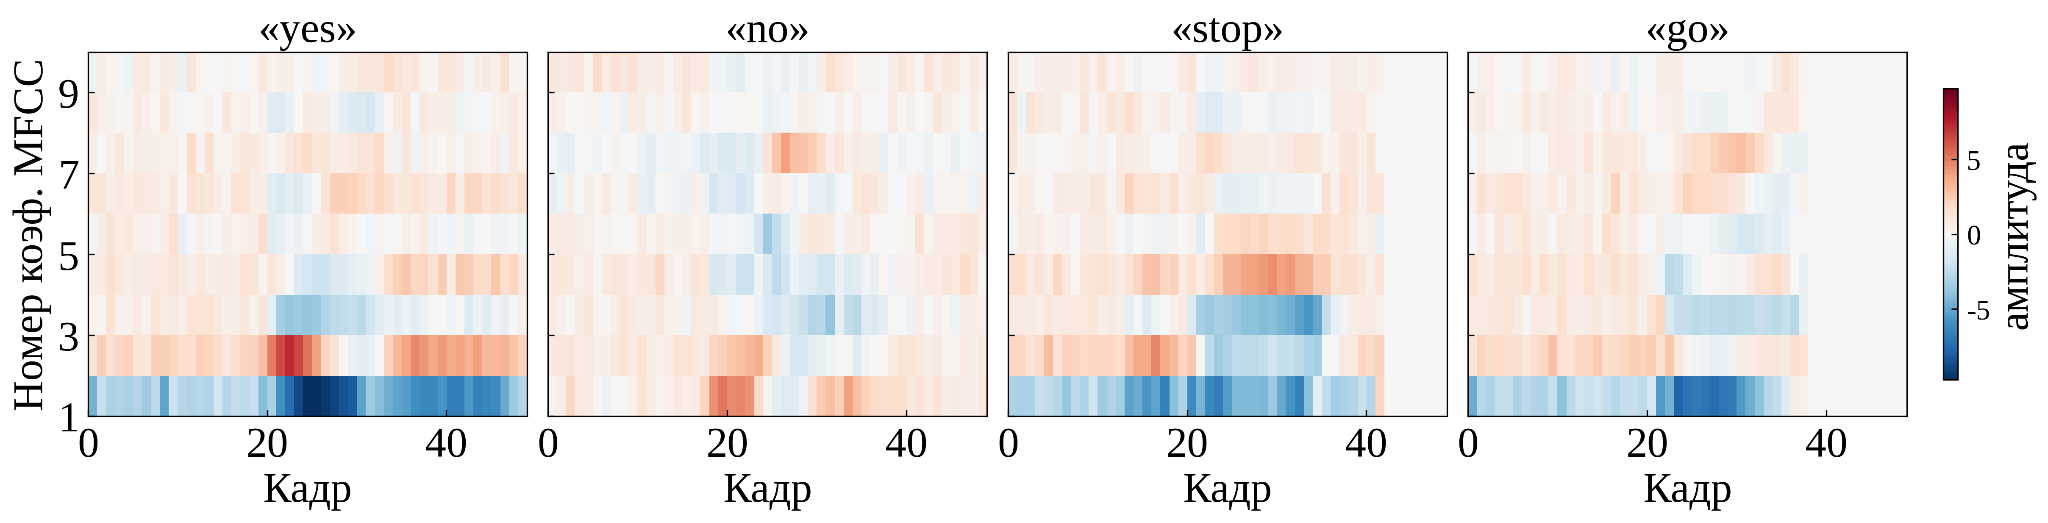 «yes»
«no»
«stop»
«go»
Номер коэф. MFCC
9
7
5
3
1
0
20
40
0
20
40
0
20
40
0
20
40
Кадр
Кадр
Кадр
Кадр
5
0
-5
амплитуда